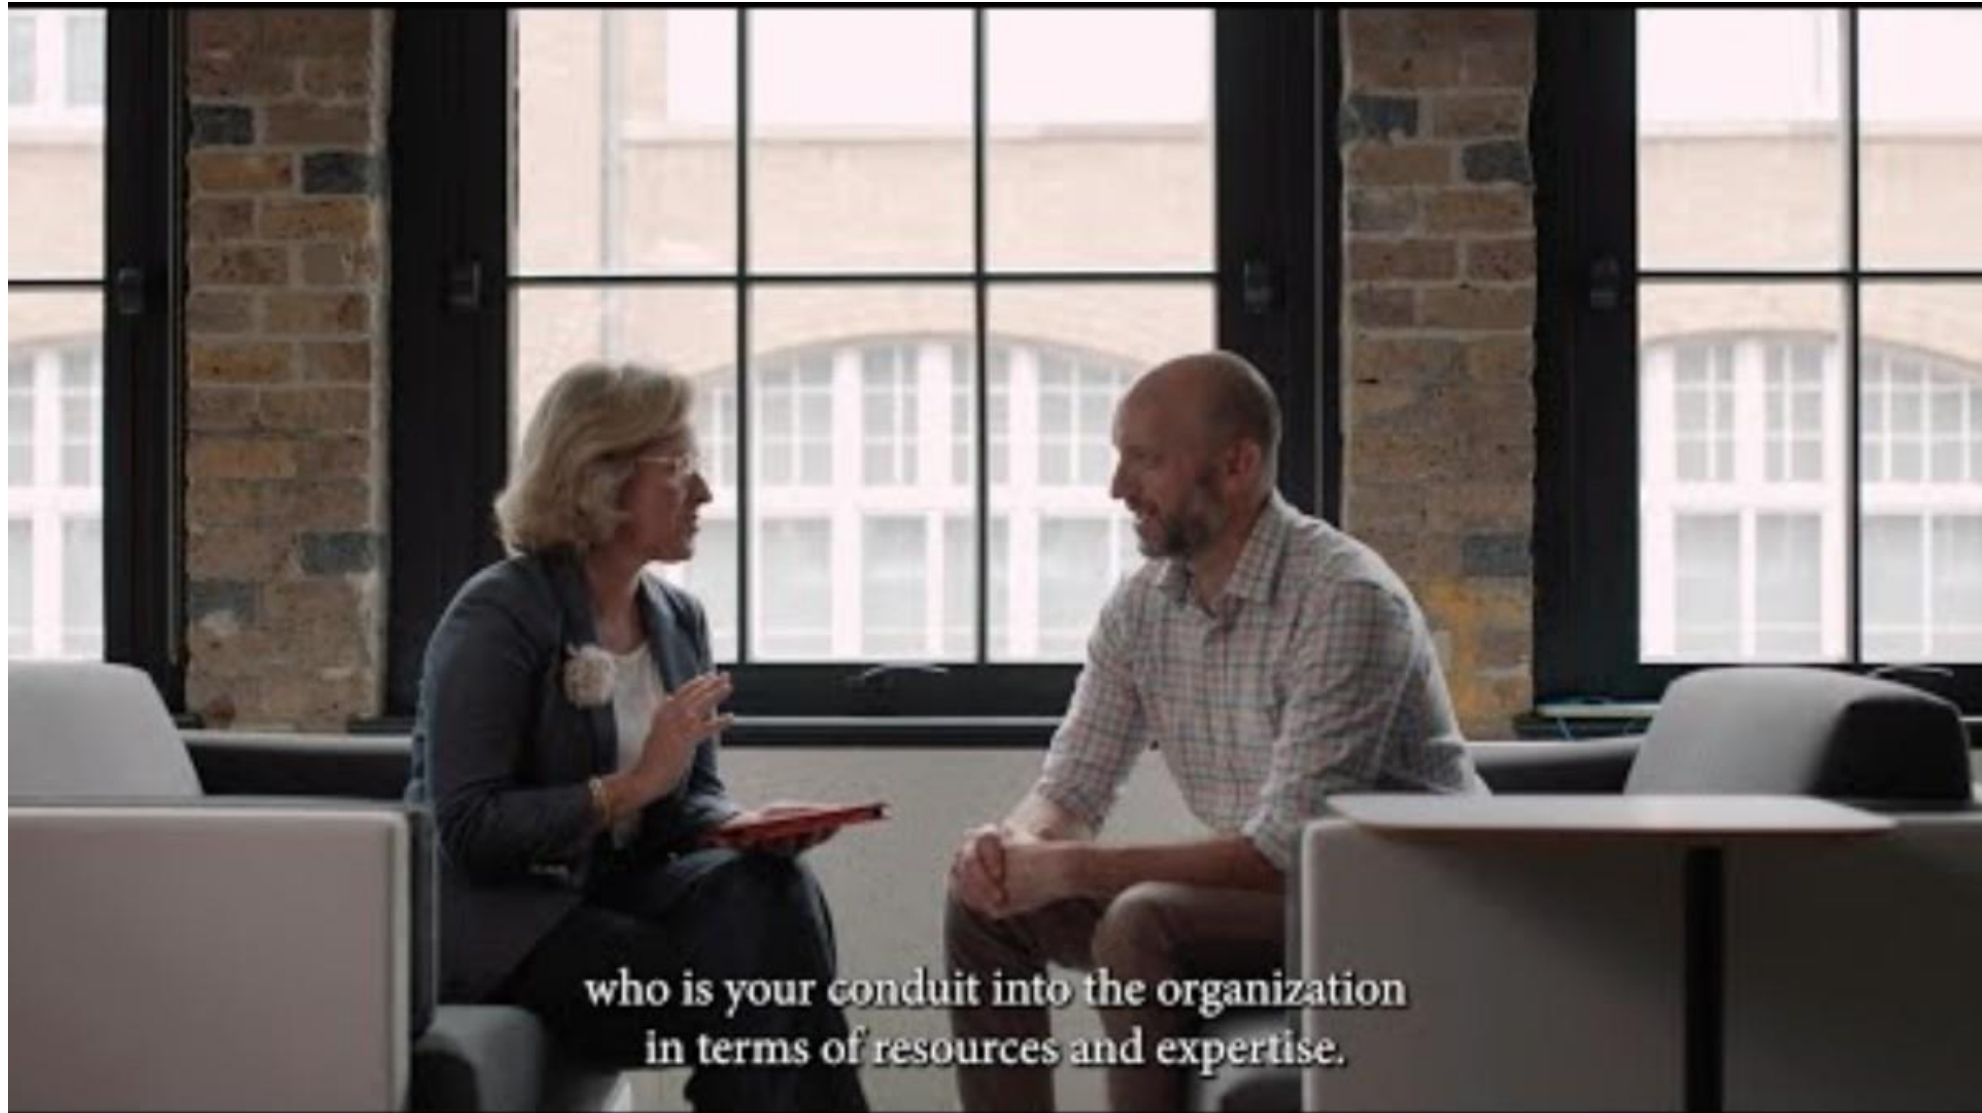 who is your conduit into the organization
in terms of resources and expertise.